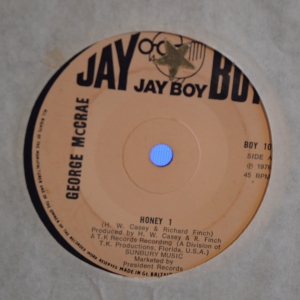 JAY BOY
JAY BOY
GEORGE McCRAE
BOY 10
SIDE A
℗ 1976
45 RPM
HONEY 1
(H. W. Casey & Richard Finch)
Produced by H. W. Casey & R. Finch
A T.K. Records Recording (A Division of
T.K. Productions, Florida, U.S.A.)
SUNBURY MUSIC
Marketed by
President Records
MADE IN GT. BRITAIN